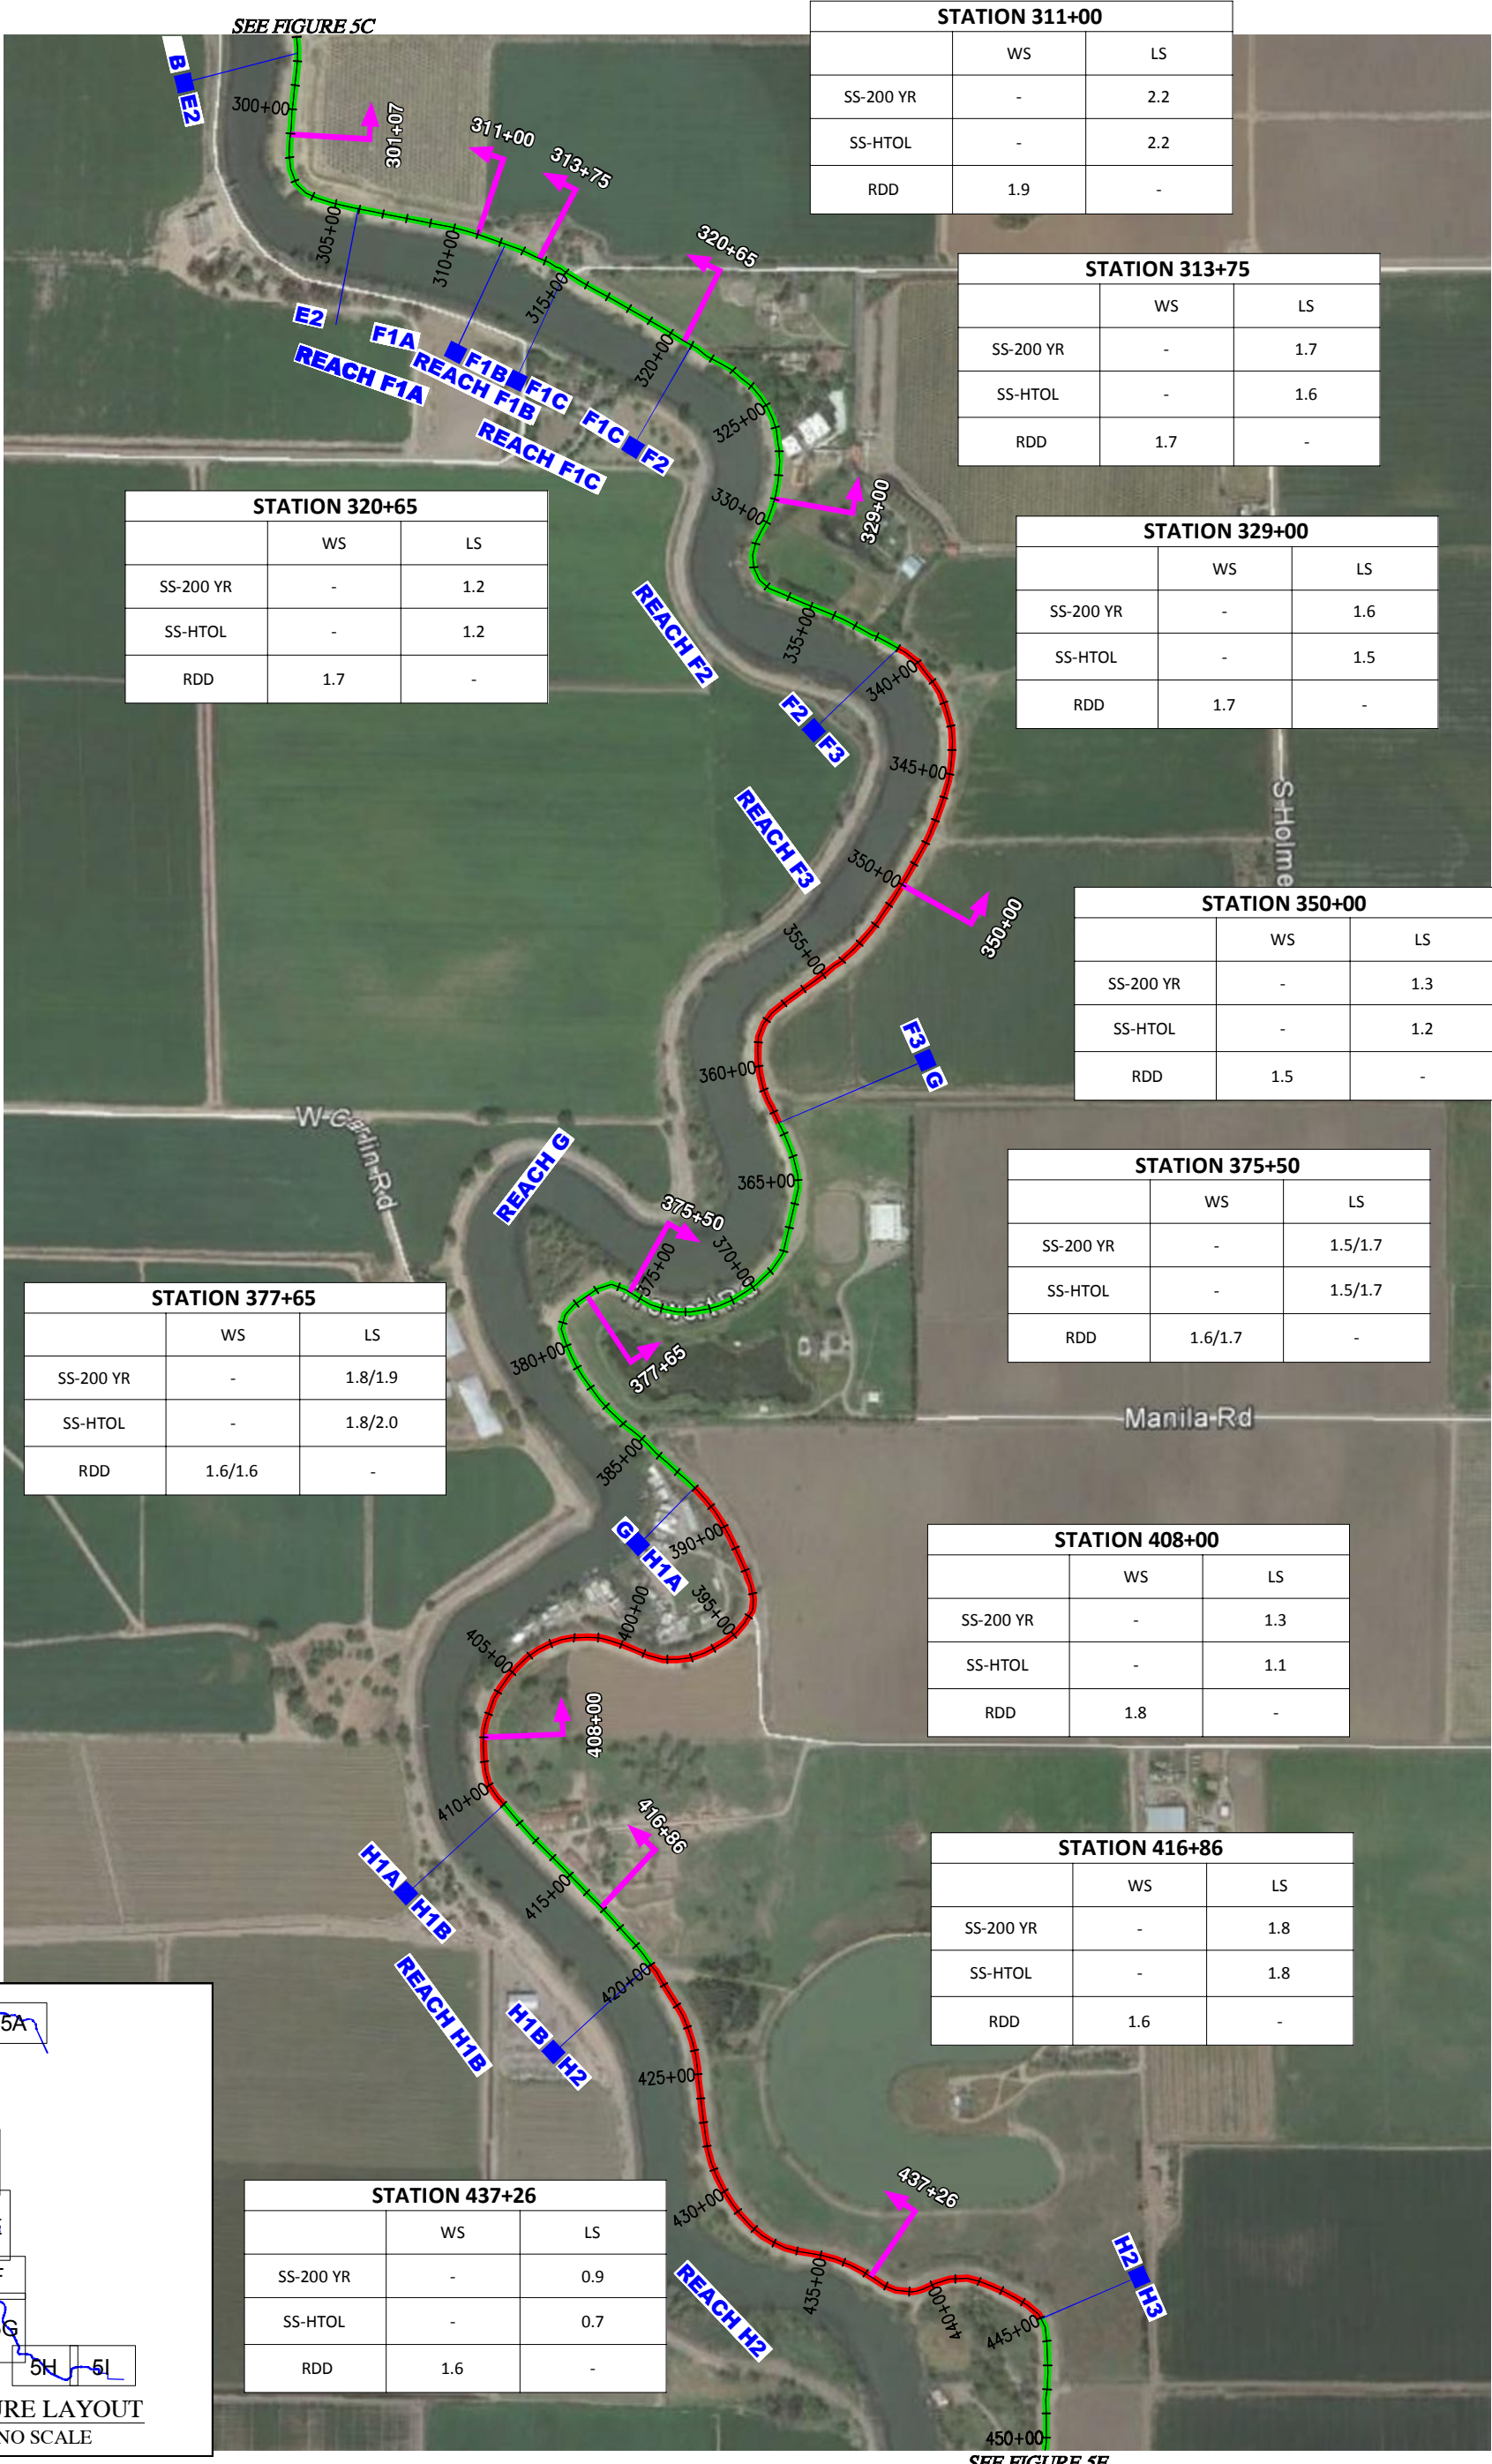 SEE FIGURE 5C
STATION 311+00
WS LS
SS-200 YR - 2.2
SS-HTOL - 2.2
RDD 1.9 -
B E2
300+00
301+07
311+00
313+75
320+65
305+00
310+00
315+00
320+00
E2 F1A
REACH F1A
F1B F1C
REACH F1B
F1C F2
REACH F1C
STATION 313+75
WS LS
SS-200 YR - 1.7
SS-HTOL - 1.6
RDD 1.7 -
325+00
330+00
329+00
STATION 320+65
WS LS
SS-200 YR - 1.2
SS-HTOL - 1.2
RDD 1.7 -
STATION 329+00
WS LS
SS-200 YR - 1.6
SS-HTOL - 1.5
RDD 1.7 -
REACH F2
335+00
340+00
F2 F3
345+00
S Holme
REACH F3
350+00
350+00
355+00
STATION 350+00
WS LS
SS-200 YR - 1.3
SS-HTOL - 1.2
RDD 1.5 -
F3 G
360+00
W Carlin Rd
REACH G
365+00
375+50
375+00
370+00
STATION 375+50
WS LS
SS-200 YR - 1.5/1.7
SS-HTOL - 1.5/1.7
RDD 1.6/1.7 -
STATION 377+65
WS LS
SS-200 YR - 1.8/1.9
SS-HTOL - 1.8/2.0
RDD 1.6/1.6 -
380+00
377+65
Manila Rd
385+00
G H1A
390+00
395+00
400+00
405+00
408+00
410+00
STATION 408+00
WS LS
SS-200 YR - 1.3
SS-HTOL - 1.1
RDD 1.8 -
416+86
H1A H1B
415+00
STATION 416+86
WS LS
SS-200 YR - 1.8
SS-HTOL - 1.8
RDD 1.6 -
REACH H1B
420+00
H1B H2
425+00
5A
STATION 437+26
WS LS
SS-200 YR - 0.9
SS-HTOL - 0.7
RDD 1.6 -
430+00
437+26
435+00
440+00
445+00
H2 H3
REACH H2
5H 5I
URE LAYOUT
NO SCALE
450+00
SEE FIGURE 5E